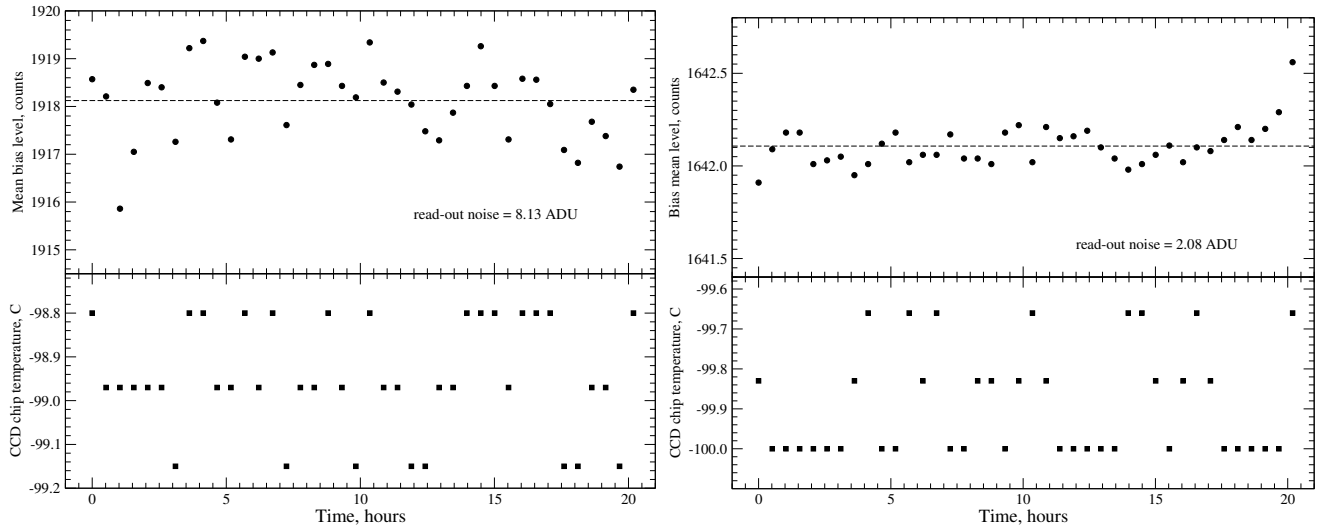 1920
1919
1918
1917
1916
1915
Mean bias level, counts
read-out noise = 8.13 ADU
-98.8
-98.9
-99.0
-99.1
-99.2
CCD chip temperature, C
0 5 10 15 20
Time, hours
1642.5
1642.0
1641.5
Bias mean level, counts
read-out noise = 2.08 ADU
-99.6
-99.7
-99.8
-99.9
-100.0
CCD chip temperature, C
0 5 10 15 20
Time, hours